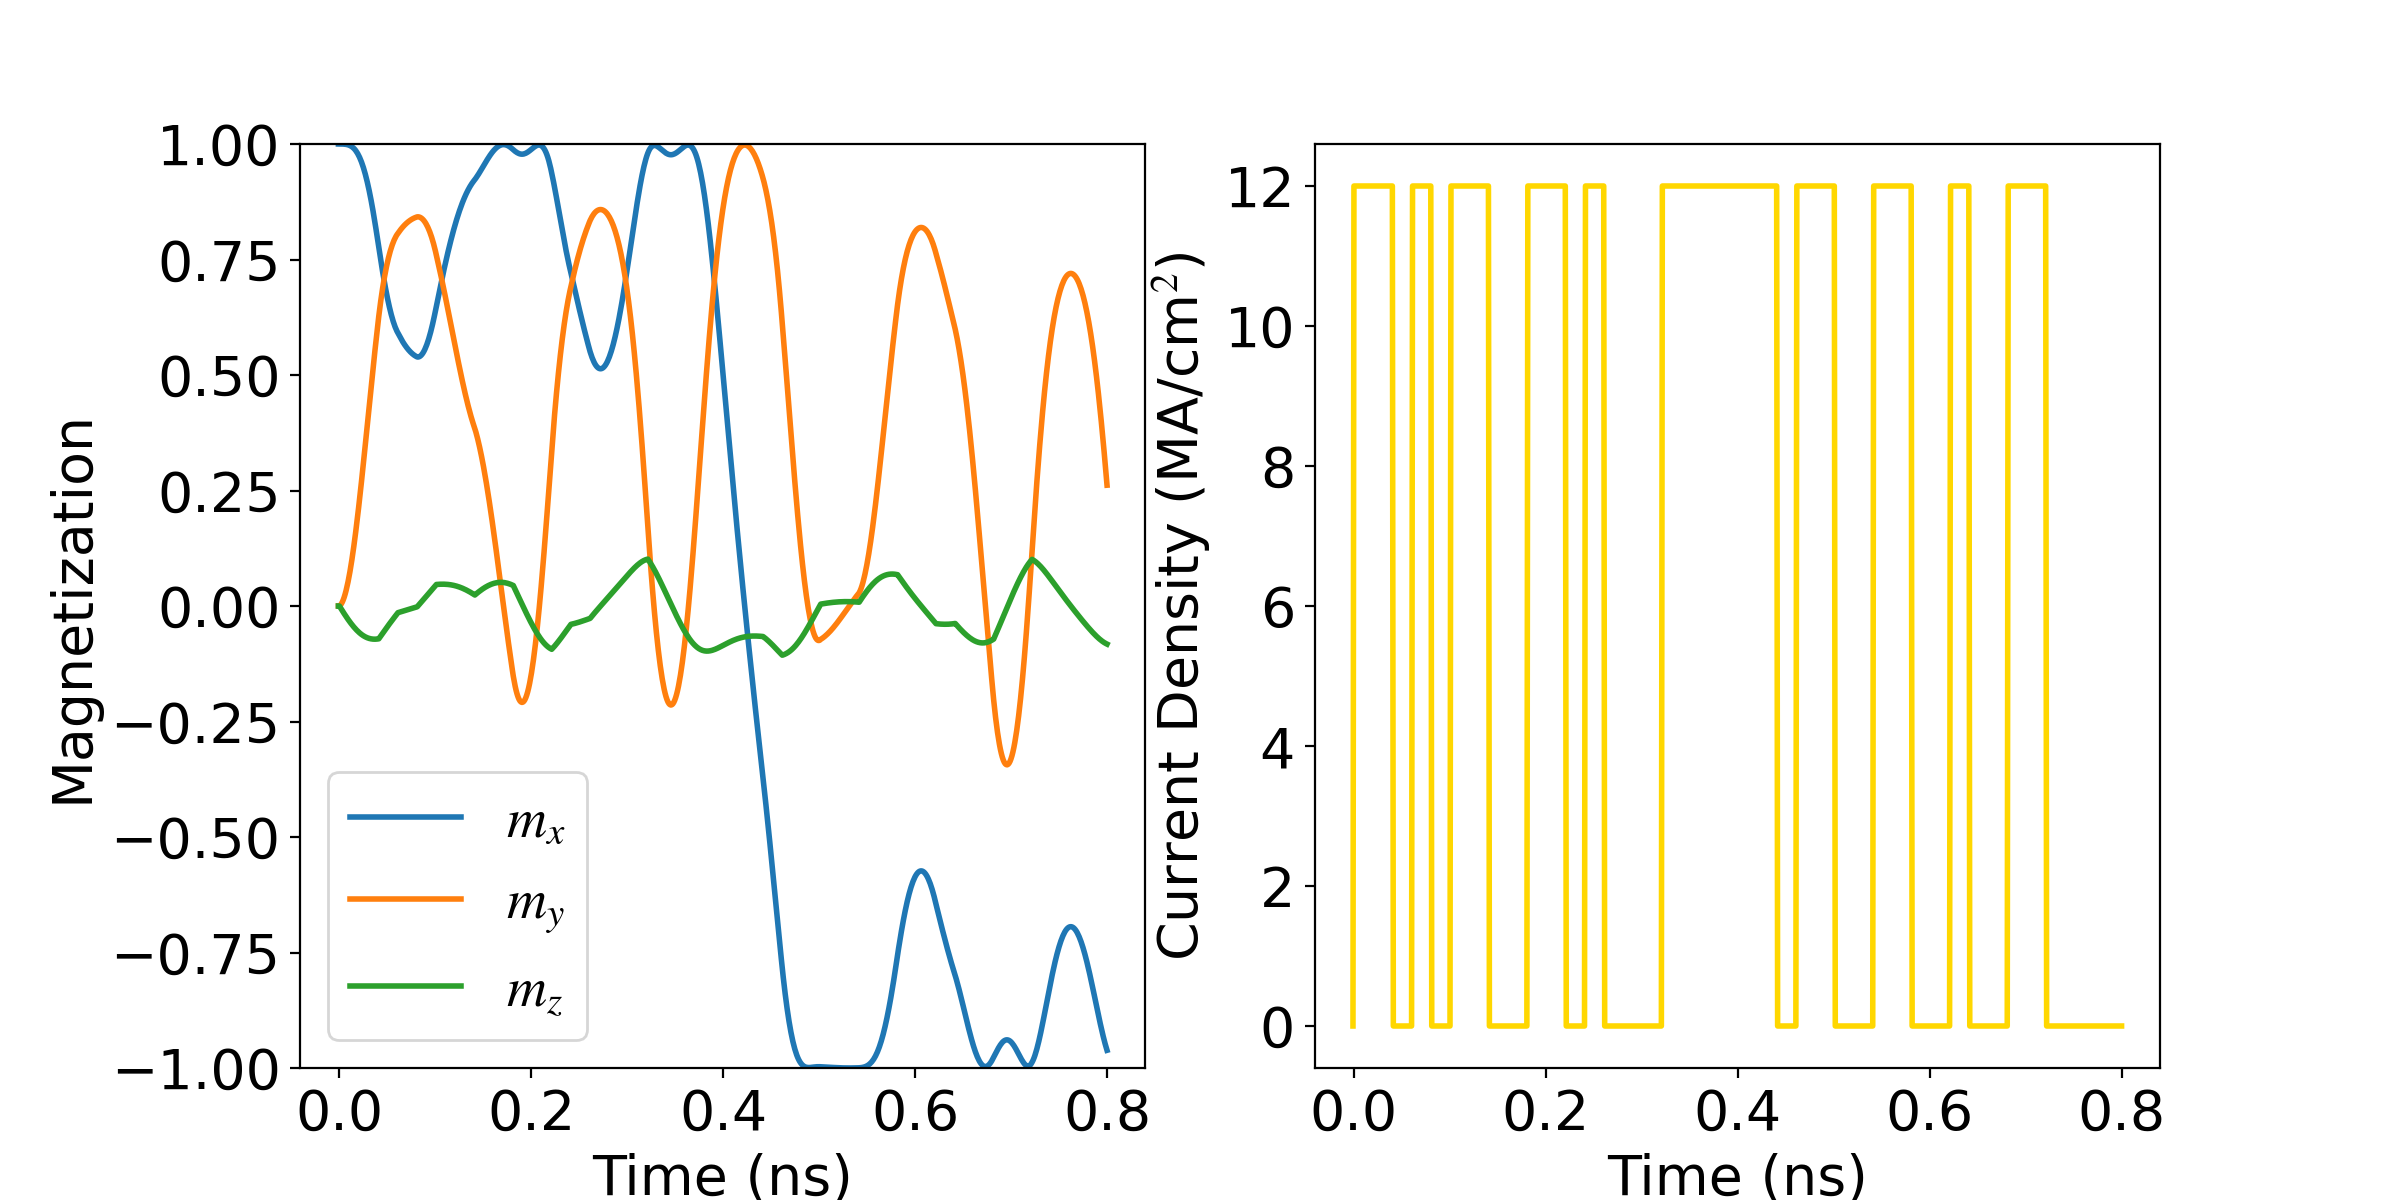 Magnetization
1.00
0.75
0.50
0.25
0.00
−0.25
−0.50
−0.75
−1.00
0.0 0.2 0.4 0.6 0.8
Time (ns)
m_x
m_y
m_z
Current Density (MA/cm²)
12
10
8
6
4
2
0
0.0 0.2 0.4 0.6 0.8
Time (ns)